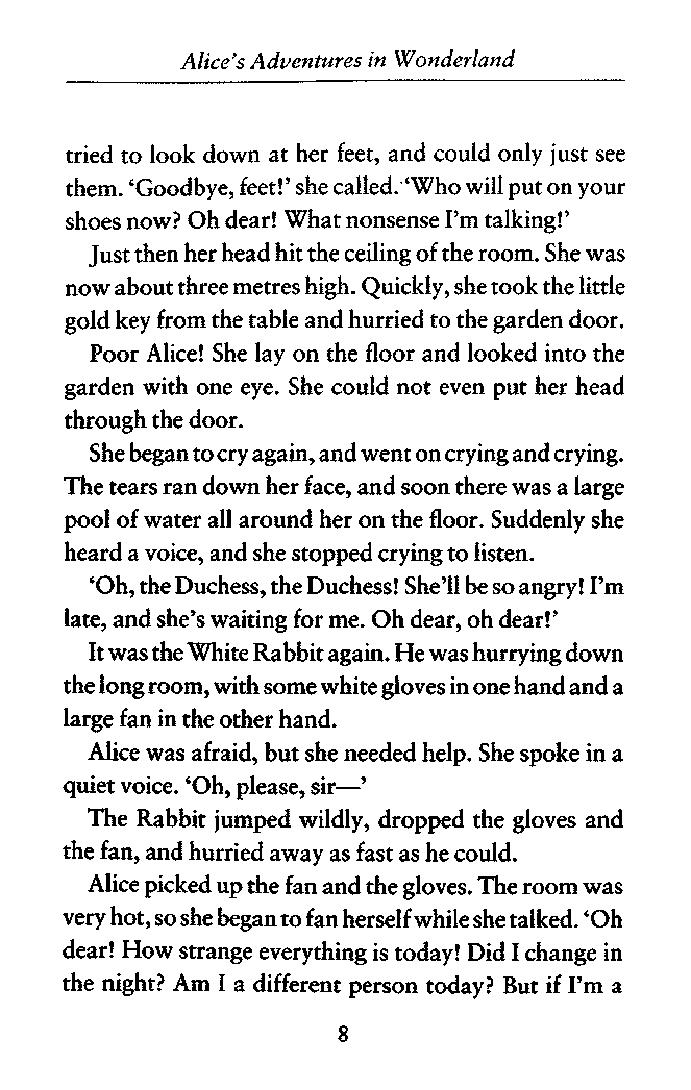 Alice's Adventures in Wonderland
tried to look down at her feet, and could only just see
them. ‘Goodbye, feet!’ she called. ‘Who will put on your
shoes now? Oh dear! What nonsense I’m talking!’
Just then her head hit the ceiling of the room. She was
now about three metres high. Quickly, she took the little
gold key from the table and hurried to the garden door.
Poor Alice! She lay on the floor and looked into the
garden with one eye. She could not even put her head
through the door.
She began to cry again, and went on crying and crying.
The tears ran down her face, and soon there was a large
pool of water all around her on the floor. Suddenly she
heard a voice, and she stopped crying to listen.
‘Oh, the Duchess, the Duchess! She’ll be so angry! I’m
late, and she’s waiting for me. Oh dear, oh dear!’
It was the White Rabbit again. He was hurrying down
the long room, with some white gloves in one hand and a
large fan in the other hand.
Alice was afraid, but she needed help. She spoke in a
quiet voice. ‘Oh, please, sir—’
The Rabbit jumped wildly, dropped the gloves and
the fan, and hurried away as fast as he could.
Alice picked up the fan and the gloves. The room was
very hot, so she began to fan herself while she talked. ‘Oh
dear! How strange everything is today! Did I change in
the night? Am I a different person today? But if I’m a
8